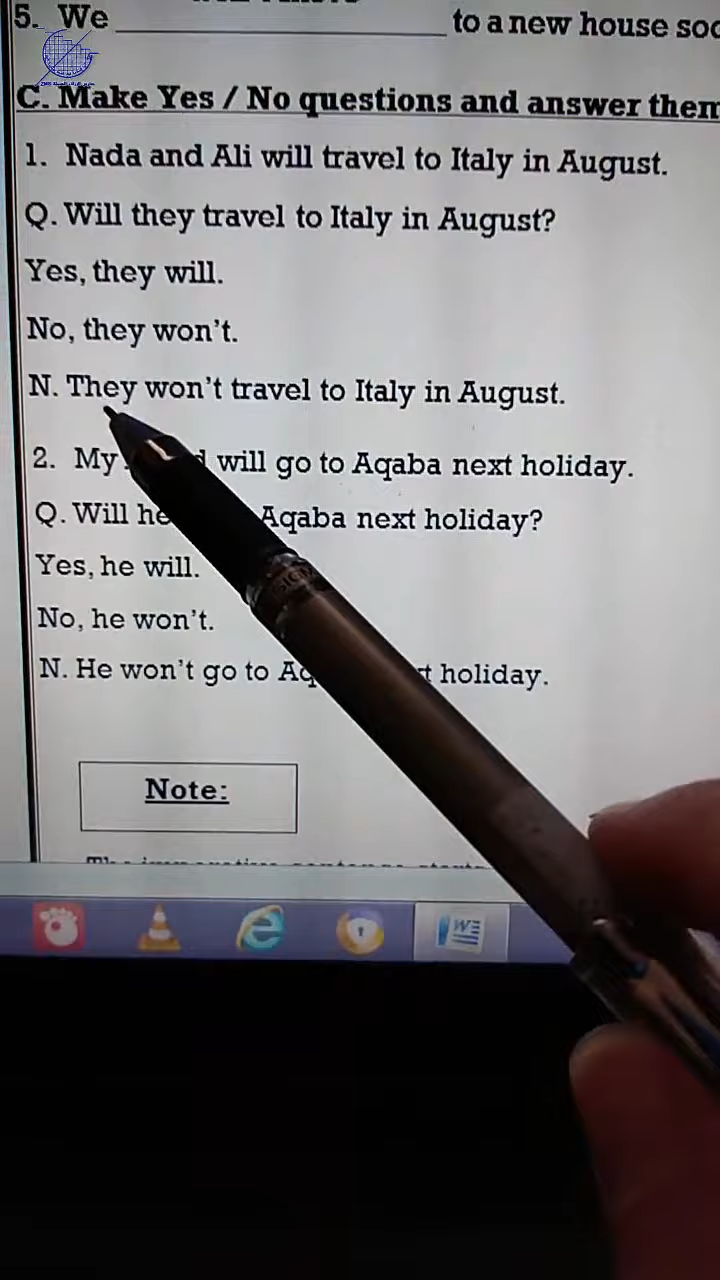 5. We ____________ to a new house
C. Make Yes / No questions and answer them
1. Nada and Ali will travel to Italy in August.
Q. Will they travel to Italy in August?
Yes, they will.
No, they won't.
N. They won't travel to Italy in August.
2. My will go to Aqaba next holiday.
Q. Will he Aqaba next holiday?
Yes, he will.
No, he won't.
N. He won't go to holiday.
Note: